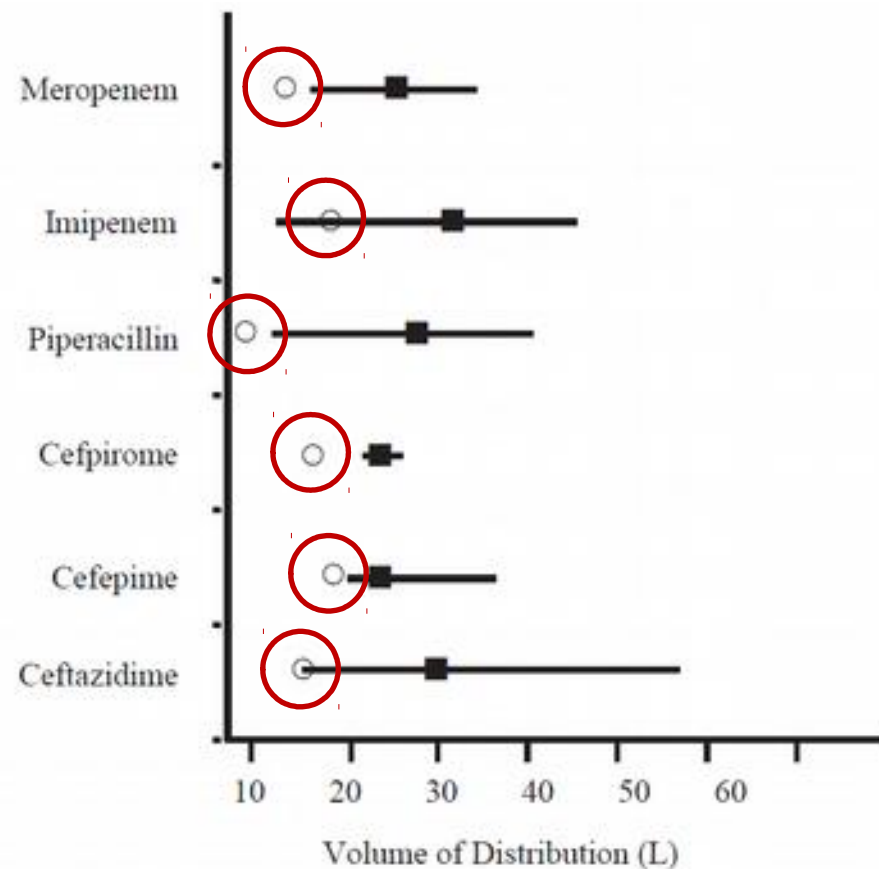 Meropenem
Imipenem
Piperacillin
Cefpirome
Cefepime
Ceftazidime
10 20 30 40 50 60
Volume of Distribution (L)